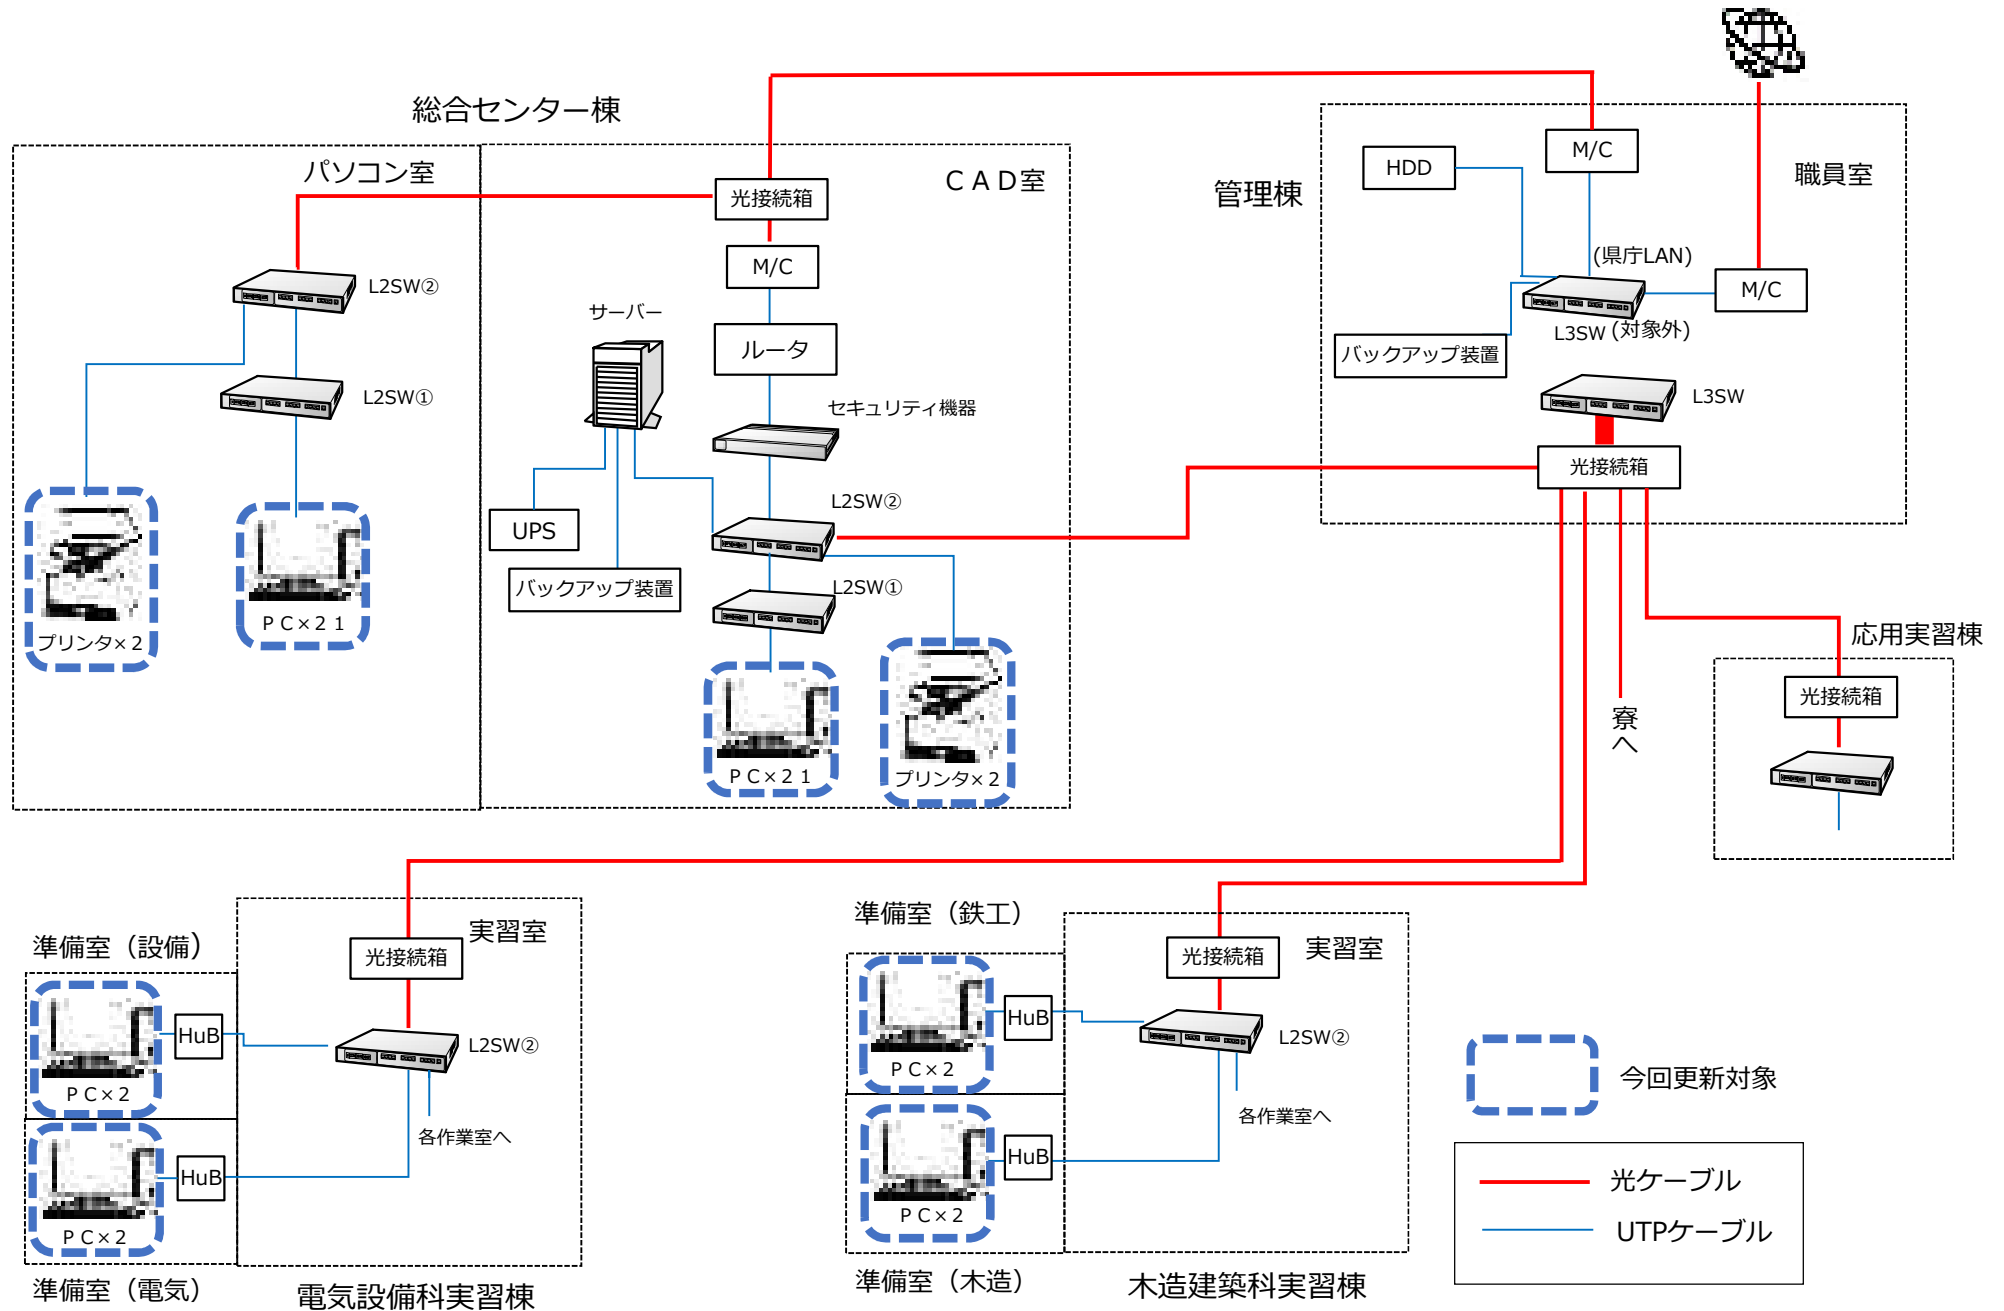 総合センター棟
パソコン室
L2SW②
L2SW①
プリンタ×2
ＰＣ×２１
ＣＡＤ室
光接続箱
M/C
ルータ
サーバー
セキュリティ機器
UPS
バックアップ装置
L2SW②
L2SW①
ＰＣ×２１
プリンタ×2
管理棟
職員室
HDD
M/C
(県庁LAN)
M/C
L3SW (対象外)
バックアップ装置
L3SW
光接続箱
寮へ
応用実習棟
光接続箱
準備室（設備）
実習室
光接続箱
ＰＣ×２
HuB
L2SW②
各作業室へ
ＰＣ×２
HuB
準備室（電気）
電気設備科実習棟
準備室（鉄工）
実習室
光接続箱
ＰＣ×２
HuB
L2SW②
各作業室へ
ＰＣ×２
HuB
準備室（木造）
木造建築科実習棟
今回更新対象
光ケーブル
UTPケーブル